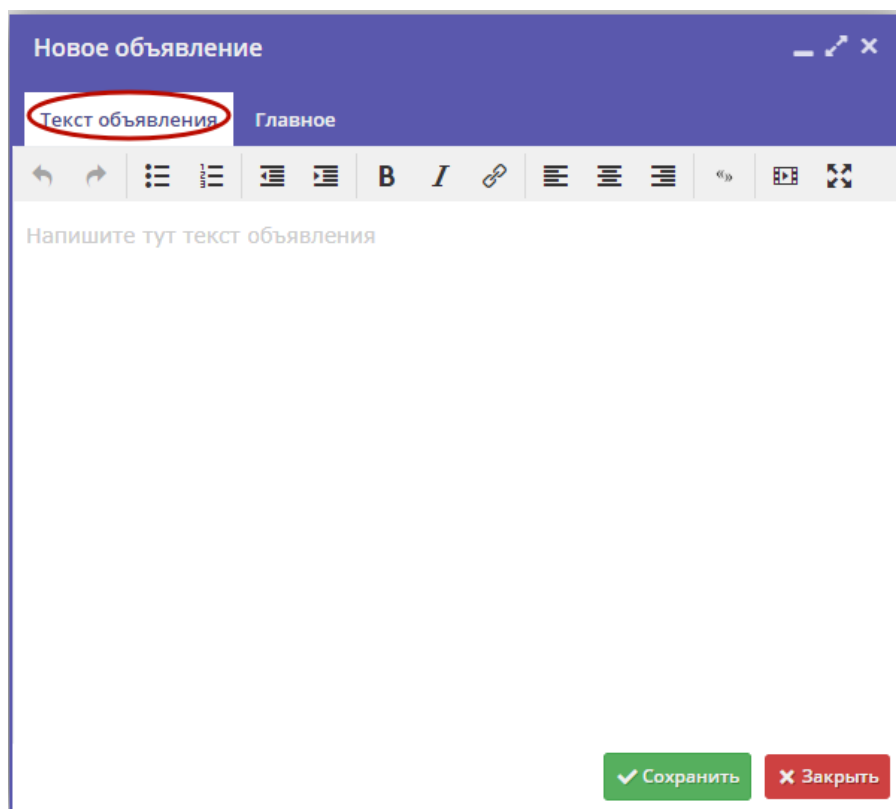 Новое объявление
Текст объявления Главное
B I «»
Напишите тут текст объявления
Сохранить Закрыть